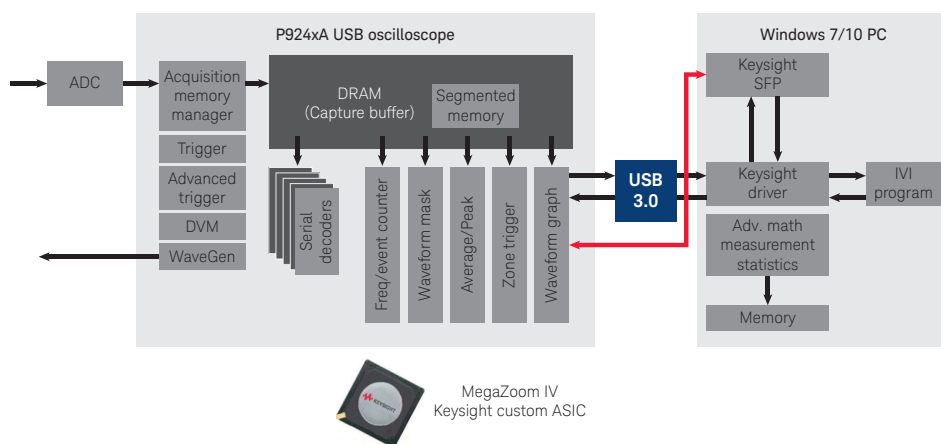 P924xA USB oscilloscope
Windows 7/10 PC
ADC
Acquisition
memory
manager
Trigger
Advanced
trigger
DVM
WaveGen
DRAM
(Capture buffer)
Segmented
memory
Serial
decoders
Freq/event counter
Waveform mask
Average/Peak
Zone trigger
Waveform graph
USB
3.0
Keysight
SFP
Keysight
driver
IVI
program
Adv. math
measurement
statistics
Memory
KEYSIGHT
MegaZoom IV
Keysight custom ASIC